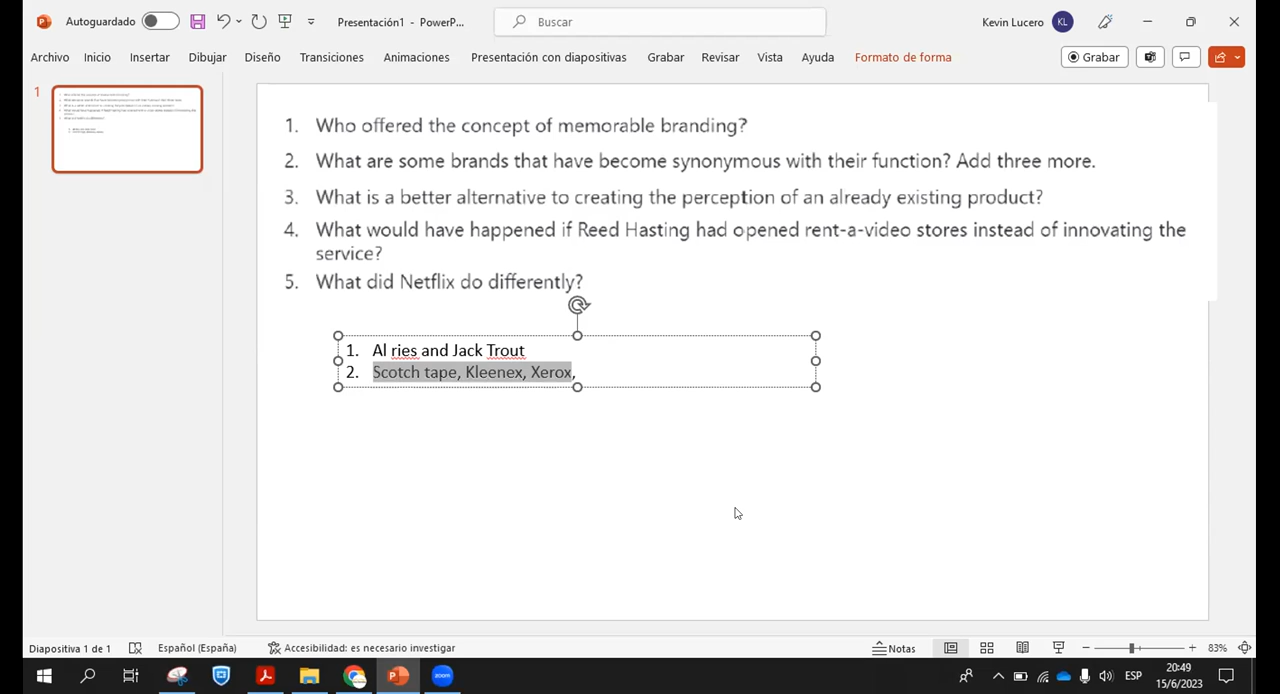 Autoguardado
Presentación1 - PowerP...
Buscar
Kevin Lucero
KL
Archivo Inicio Insertar Dibujar Diseño Transiciones Animaciones Presentación con diapositivas Grabar Revisar Vista Ayuda Formato de forma
Grabar
1
1. Who offered the concept of memorable branding?
2. What are some brands that have become synonymous with their function? Add three more.
3. What is a better alternative to creating the perception of an already existing product?
4. What would have happened if Reed Hasting had opened rent-a-video stores instead of innovating the
service?
5. What did Netflix do differently?
1. Al ries and Jack Trout
2. Scotch tape, Kleenex, Xerox,
Diapositiva 1 de 1
Español (España)
Accesibilidad: es necesario investigar
Notas
83%
zoom
ESP
20:49
15/6/2023